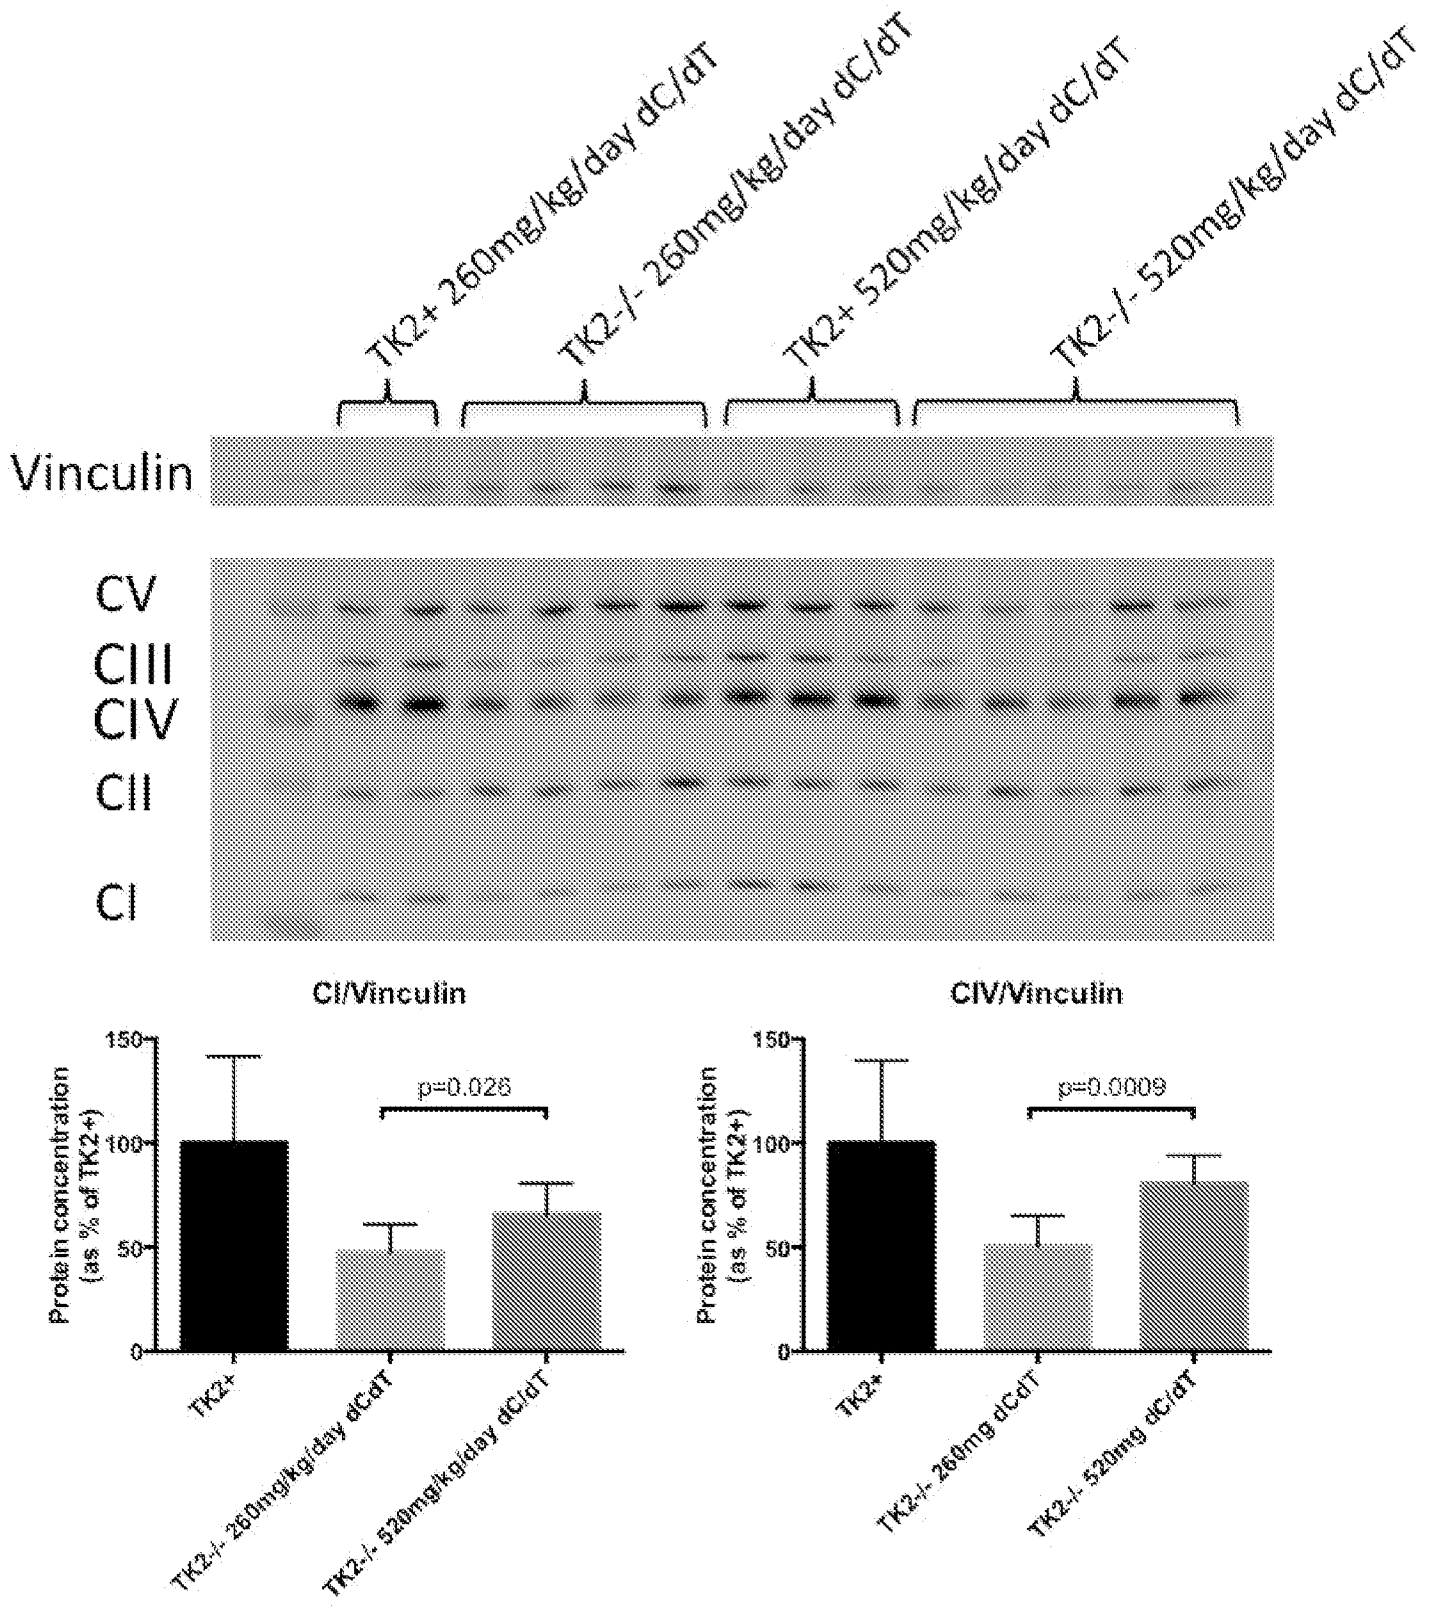 TK2+ 260mg/kg/day dC/dT
TK2-/- 260mg/kg/day dC/dT
TK2+ 520mg/kg/day dC/dT
TK2-/- 520mg/kg/day dC/dT
Vinculin
CV
CIII
CIV
CII
CI
CI/Vinculin
Protein concentration
(as % of TK2+)
150
100
50
0
p=0.026
TK2+
TK2-/- 260mg/kg/day dCdT
TK2-/- 520mg/kg/day dC/dT
CIV/Vinculin
Protein concentration
(as % of TK2+)
150
100
50
0
p=0.0009
TK2+
TK2-/- 260mg dCdT
TK2-/- 520mg dC/dT